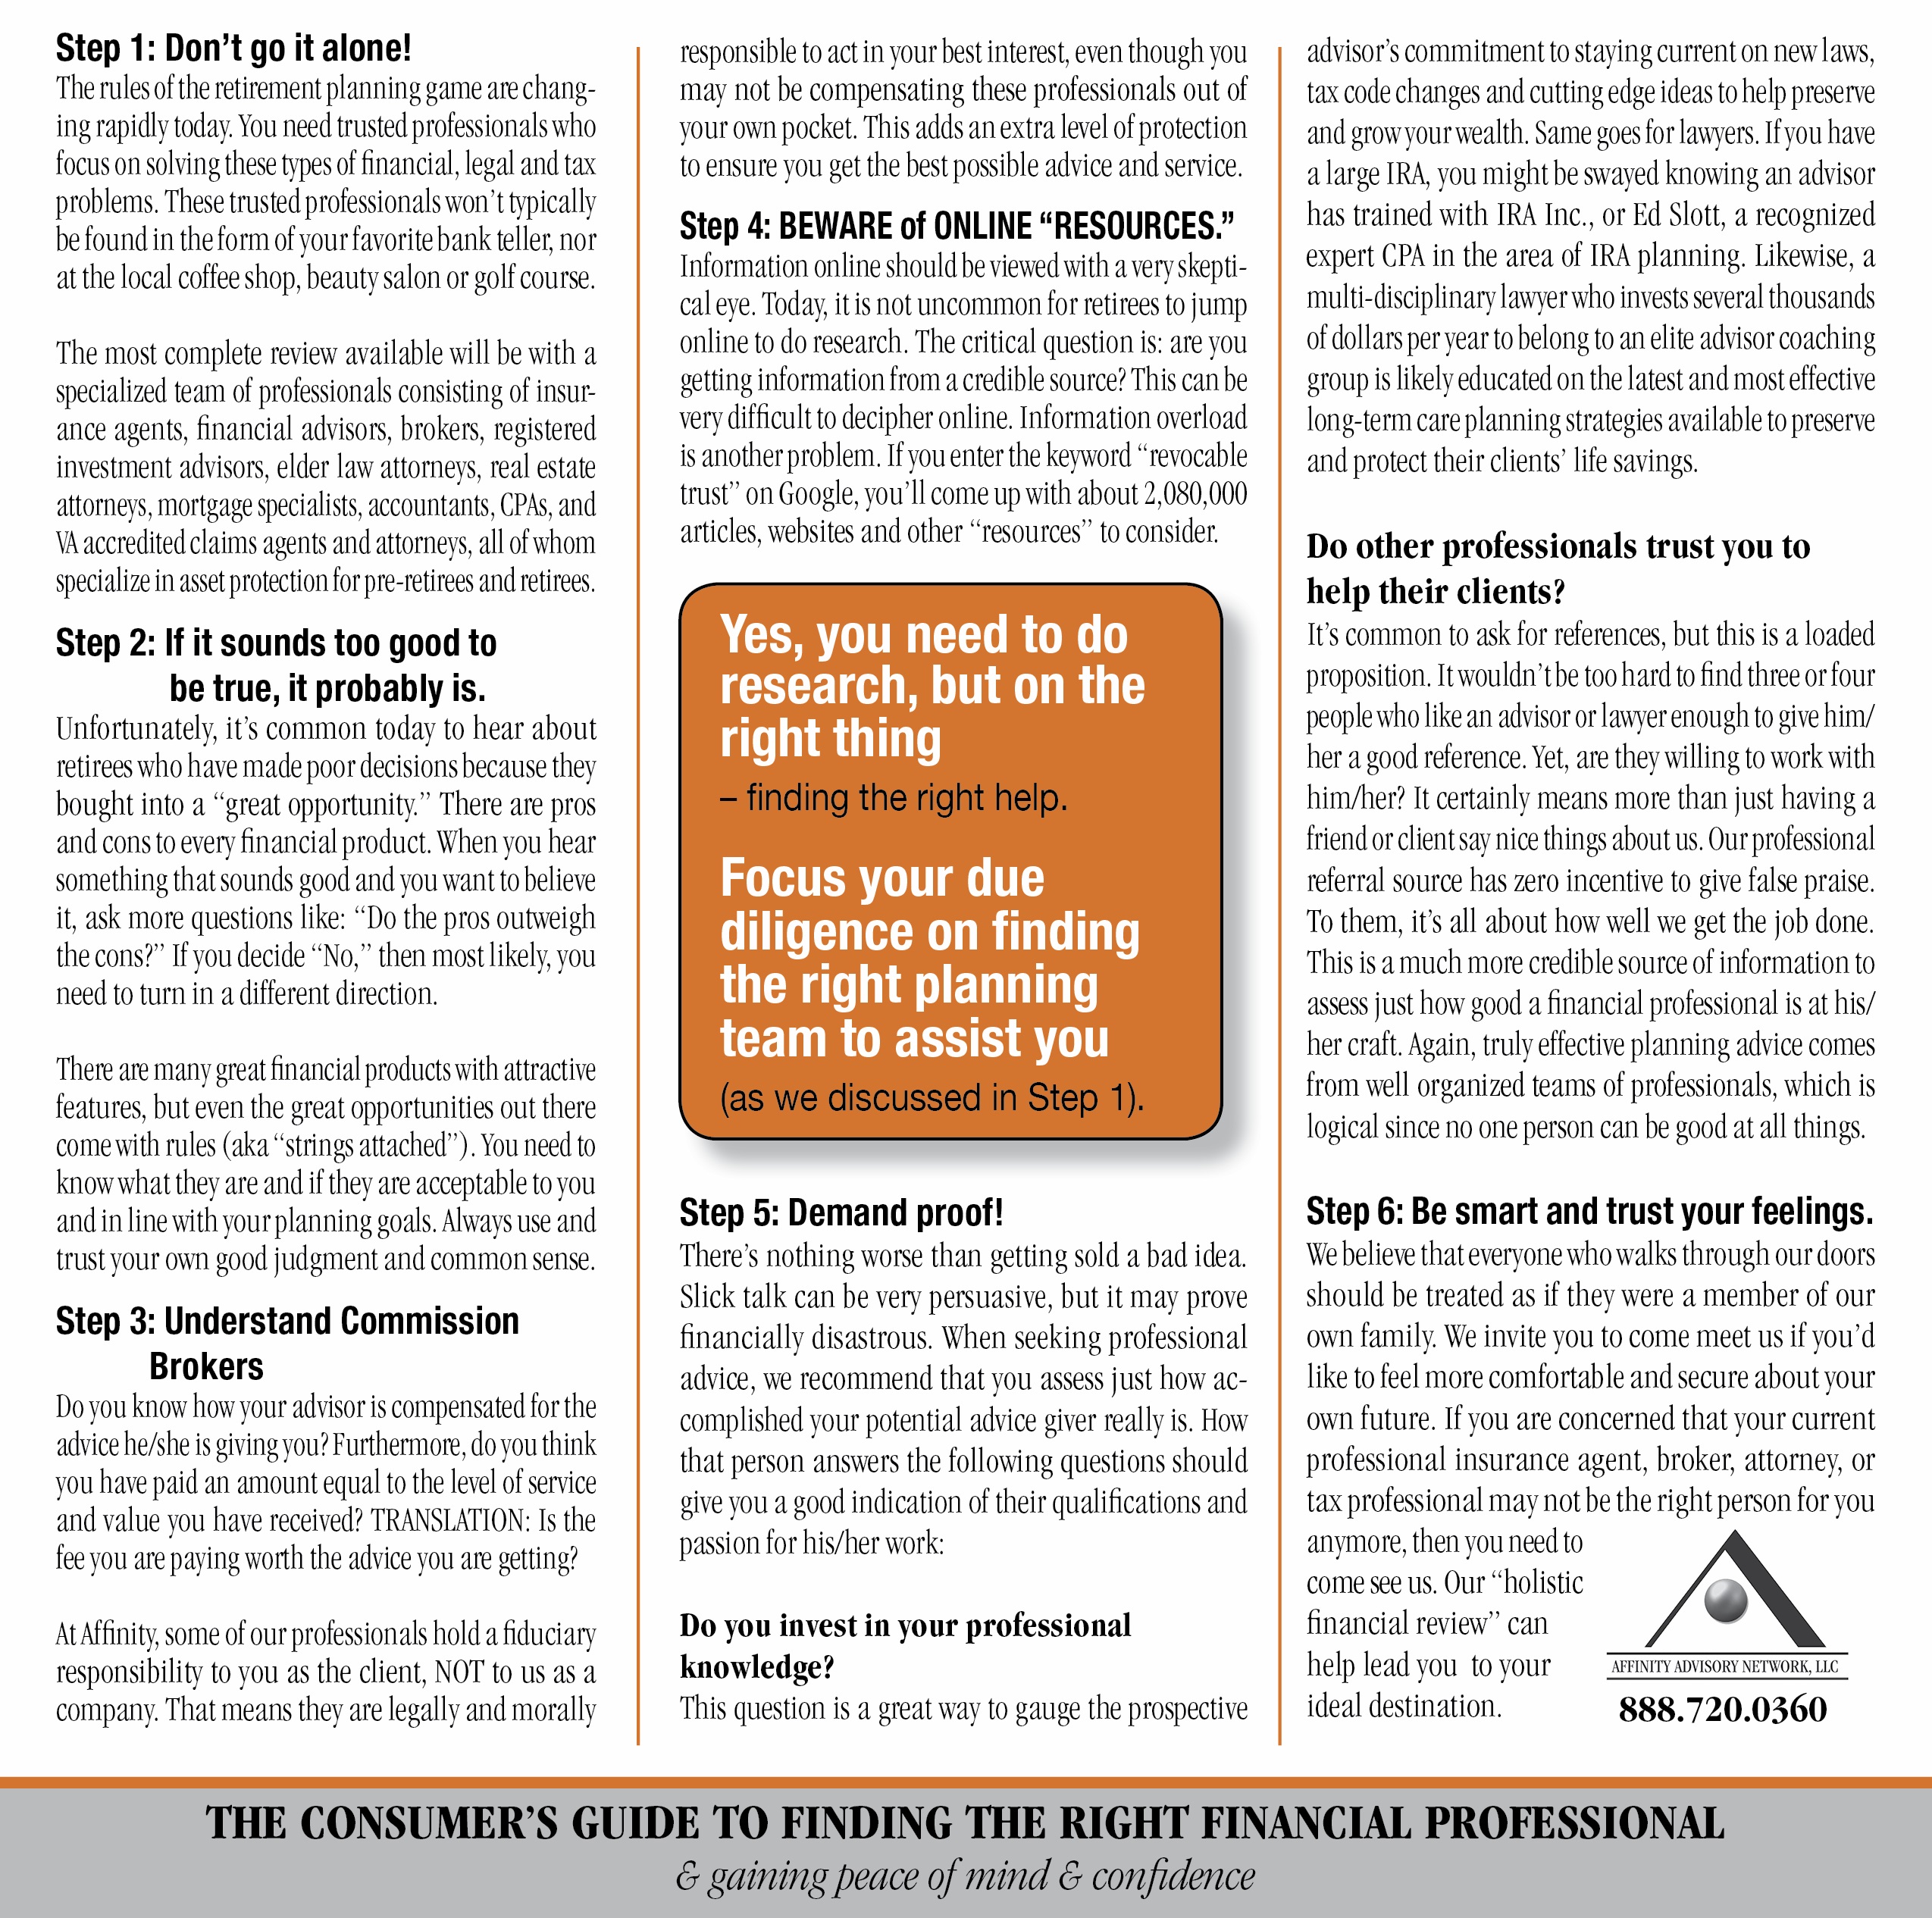 Step 1: Don’t go it alone!
The rules of the retirement planning game are chang-
ing rapidly today. You need trusted professionals who
focus on solving these types of financial, legal and tax
problems. These trusted professionals won’t typically
be found in the form of your favorite bank teller, nor
at the local coffee shop, beauty salon or golf course.
The most complete review available will be with a
specialized team of professionals consisting of insur-
ance agents, financial advisors, brokers, registered
investment advisors, elder law attorneys, real estate
attorneys, mortgage specialists, accountants, CPAs, and
VA accredited claims agents and attorneys, all of whom
specialize in asset protection for pre-retirees and retirees.
Step 2: If it sounds too good to
be true, it probably is.
Unfortunately, it’s common today to hear about
retirees who have made poor decisions because they
bought into a “great opportunity.” There are pros
and cons to every financial product. When you hear
something that sounds good and you want to believe
it, ask more questions like: “Do the pros outweigh
the cons?” If you decide “No,” then most likely, you
need to turn in a different direction.
There are many great financial products with attractive
features, but even the great opportunities out there
come with rules (aka “strings attached”). You need to
know what they are and if they are acceptable to you
and in line with your planning goals. Always use and
trust your own good judgment and common sense.
Step 3: Understand Commission
Brokers
Do you know how your advisor is compensated for the
advice he/she is giving you? Furthermore, do you think
you have paid an amount equal to the level of service
and value you have received? TRANSLATION: Is the
fee you are paying worth the advice you are getting?
At Affinity, some of our professionals hold a fiduciary
responsibility to you as the client, NOT to us as a
company. That means they are legally and morally
responsible to act in your best interest, even though you
may not be compensating these professionals out of
your own pocket. This adds an extra level of protection
to ensure you get the best possible advice and service.
Step 4: BEWARE of ONLINE “RESOURCES.”
Information online should be viewed with a very skepti-
cal eye. Today, it is not uncommon for retirees to jump
online to do research. The critical question is: are you
getting information from a credible source? This can be
very difficult to decipher online. Information overload
is another problem. If you enter the keyword “revocable
trust” on Google, you’ll come up with about 2,080,000
articles, websites and other “resources” to consider.
Yes, you need to do
research, but on the
right thing
– finding the right help.
Focus your due
diligence on finding
the right planning
team to assist you
(as we discussed in Step 1).
Step 5: Demand proof!
There’s nothing worse than getting sold a bad idea.
Slick talk can be very persuasive, but it may prove
financially disastrous. When seeking professional
advice, we recommend that you assess just how ac-
complished your potential advice giver really is. How
that person answers the following questions should
give you a good indication of their qualifications and
passion for his/her work:
Do you invest in your professional
knowledge?
This question is a great way to gauge the prospective
advisor’s commitment to staying current on new laws,
tax code changes and cutting edge ideas to help preserve
and grow your wealth. Same goes for lawyers. If you have
a large IRA, you might be swayed knowing an advisor
has trained with IRA Inc., or Ed Slott, a recognized
expert CPA in the area of IRA planning. Likewise, a
multi-disciplinary lawyer who invests several thousands
of dollars per year to belong to an elite advisor coaching
group is likely educated on the latest and most effective
long-term care planning strategies available to preserve
and protect their clients’ life savings.
Do other professionals trust you to
help their clients?
It’s common to ask for references, but this is a loaded
proposition. It wouldn’t be too hard to find three or four
people who like an advisor or lawyer enough to give him/
her a good reference. Yet, are they willing to work with
him/her? It certainly means more than just having a
friend or client say nice things about us. Our professional
referral source has zero incentive to give false praise.
To them, it’s all about how well we get the job done.
This is a much more credible source of information to
assess just how good a financial professional is at his/
her craft. Again, truly effective planning advice comes
from well organized teams of professionals, which is
logical since no one person can be good at all things.
Step 6: Be smart and trust your feelings.
We believe that everyone who walks through our doors
should be treated as if they were a member of our
own family. We invite you to come meet us if you’d
like to feel more comfortable and secure about your
own future. If you are concerned that your current
professional insurance agent, broker, attorney, or
tax professional may not be the right person for you
anymore, then you need to
come see us. Our “holistic
financial review” can
help lead you to your
ideal destination.
AFFINITY ADVISORY NETWORK, LLC
888.720.0360
THE CONSUMER’S GUIDE TO FINDING THE RIGHT FINANCIAL PROFESSIONAL
& gaining peace of mind & confidence